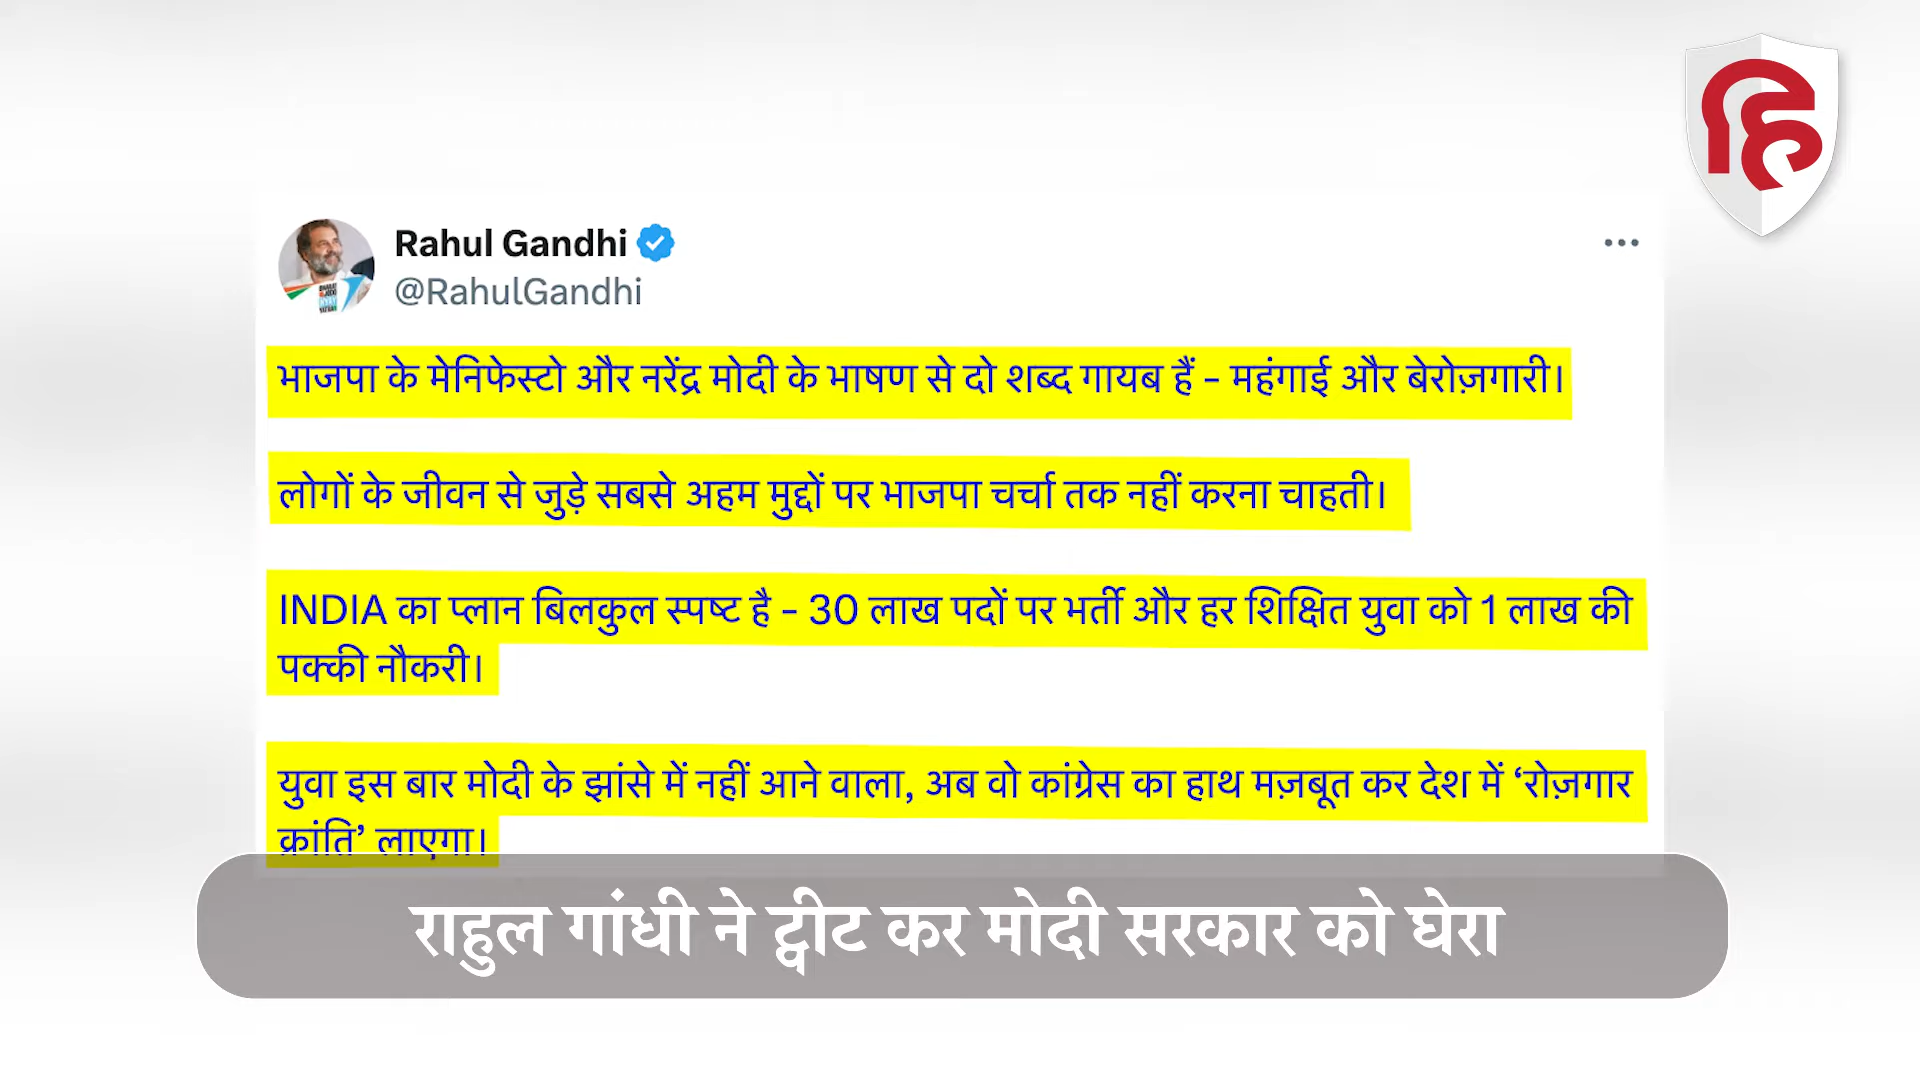 हि
Rahul Gandhi
@RahulGandhi
भाजपा के मेनिफेस्टो और नरेंद्र मोदी के भाषण से दो शब्द गायब हैं - महंगाई और बेरोज़गारी।
लोगों के जीवन से जुड़े सबसे अहम मुद्दों पर भाजपा चर्चा तक नहीं करना चाहती।
INDIA का प्लान बिलकुल स्पष्ट है - 30 लाख पदों पर भर्ती और हर शिक्षित युवा को 1 लाख की
पक्की नौकरी।
युवा इस बार मोदी के झांसे में नहीं आने वाला, अब वो कांग्रेस का हाथ मज़बूत कर देश में ‘रोज़गार
क्रांति’ लाएगा।
राहुल गांधी ने ट्वीट कर मोदी सरकार को घेरा